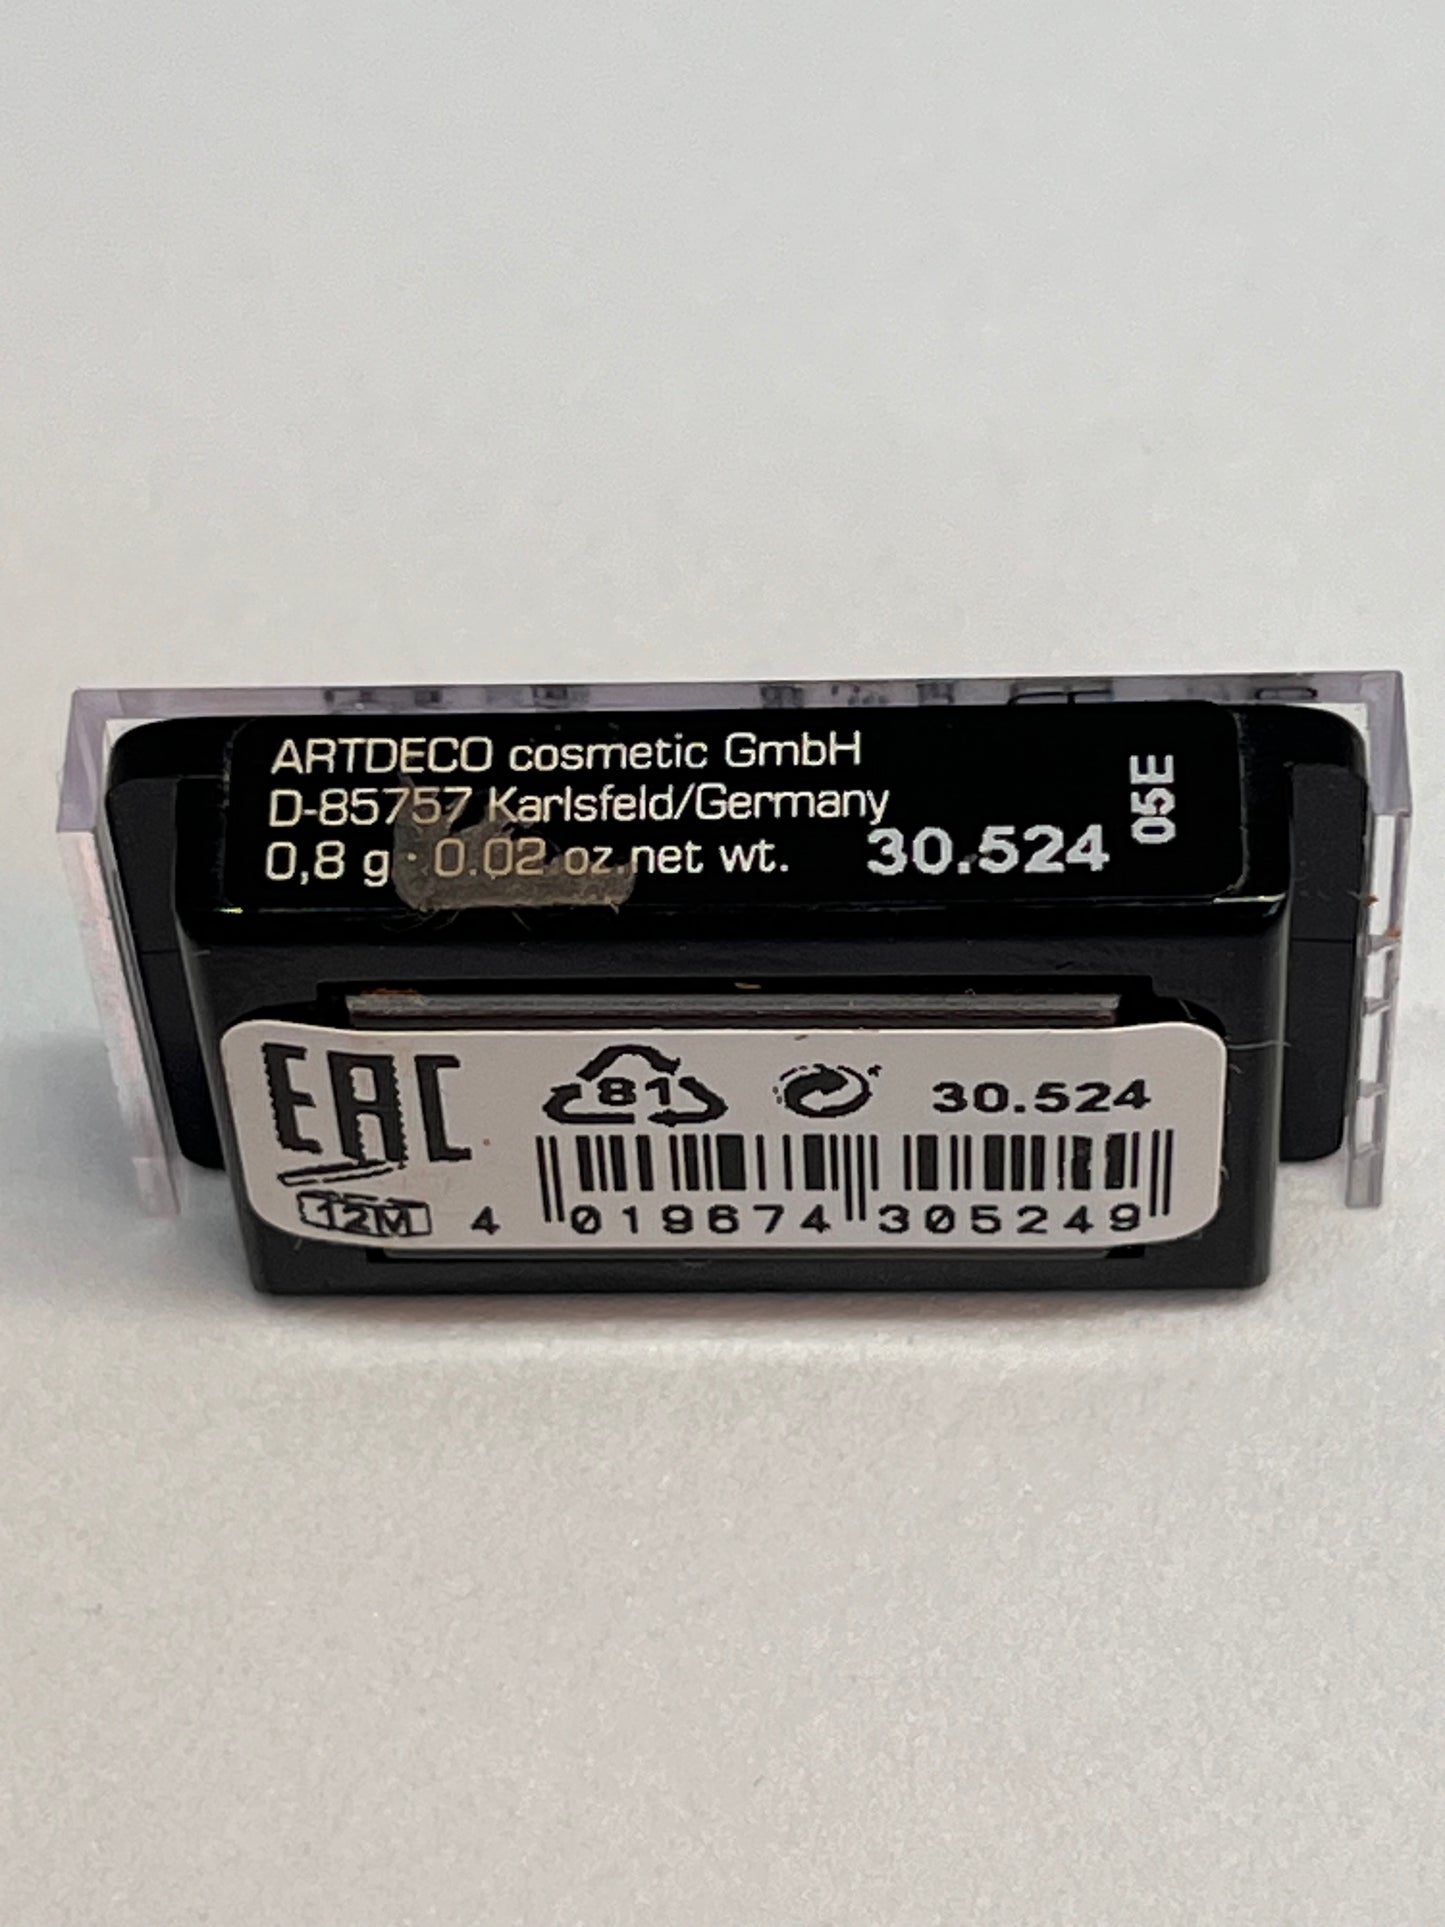 ARTDECO cosmetic GmbH
D-85757 Karlsfeld/Germany
0,8 g · 0.02 oz.net wt.
30.524
05E
EAC
81
30.524
12M
4 019674 305249